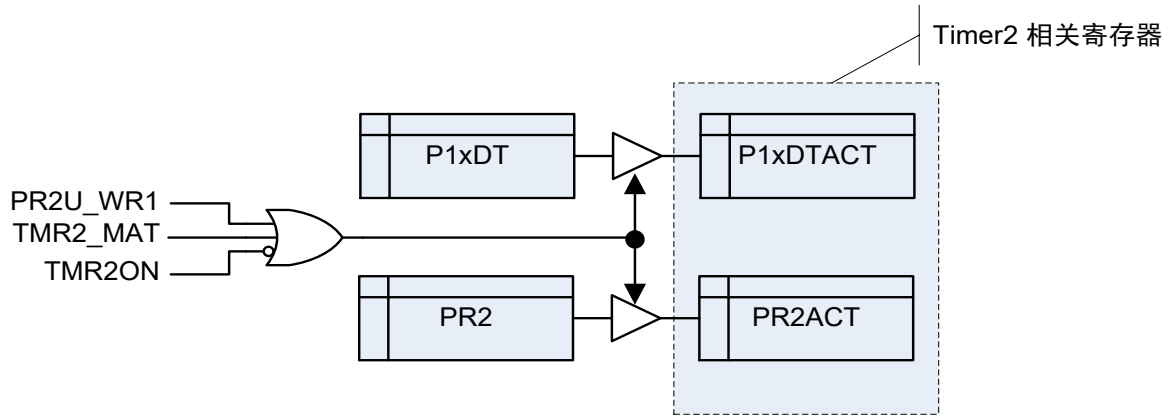 Timer2 相关寄存器
P1xDT
P1xDTACT
PR2U_WR1
TMR2_MAT
TMR2ON
PR2
PR2ACT